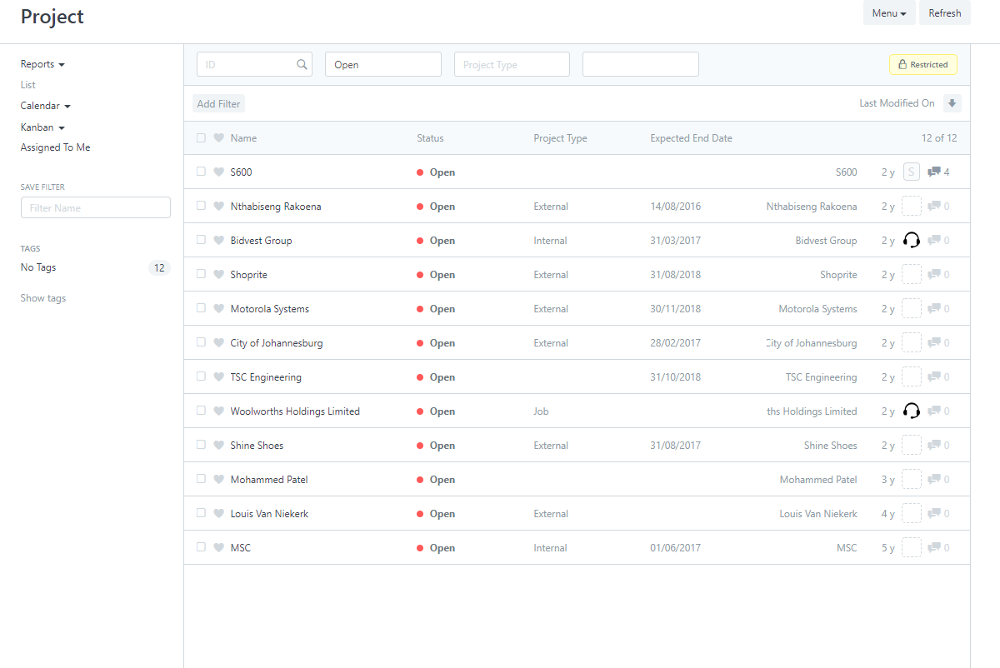 Project
Menu Refresh
Reports
List
Calendar
Kanban
Assigned To Me
SAVE FILTER
Filter Name
TAGS
No Tags 12
Show tags
ID Open Project Type Restricted
Add Filter Last Modified On
Name Status Project Type Expected End Date 12 of 12
S600 Open S600 2 y S 4
Nthabiseng Rakoena Open External 14/08/2016 Nthabiseng Rakoena 2 y 0
Bidvest Group Open Internal 31/03/2017 Bidvest Group 2 y 0
Shoprite Open External 31/08/2018 Shoprite 2 y 0
Motorola Systems Open External 30/11/2018 Motorola Systems 2 y 0
City of Johannesburg Open External 28/02/2017 City of Johannesburg 2 y 0
TSC Engineering Open 31/10/2018 TSC Engineering 2 y 0
Woolworths Holdings Limited Open Job ths Holdings Limited 2 y 0
Shine Shoes Open External 31/08/2017 Shine Shoes 2 y 0
Mohammed Patel Open Mohammed Patel 3 y 0
Louis Van Niekerk Open External Louis Van Niekerk 4 y 0
MSC Open Internal 01/06/2017 MSC 5 y 0